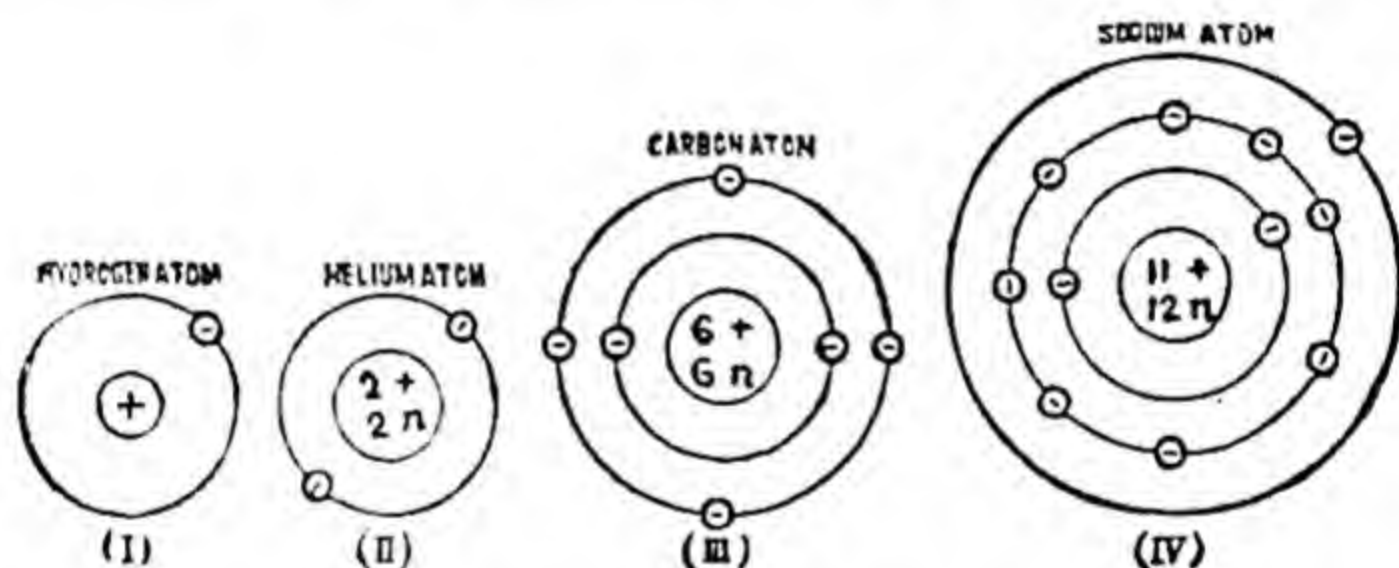 SODIUM ATOM
CARBON ATOM
HYDROGEN ATOM
HELIUM ATOM
11 +
12 n
6 +
6 n
2 +
2 n
+
(I)
(II)
(III)
(IV)